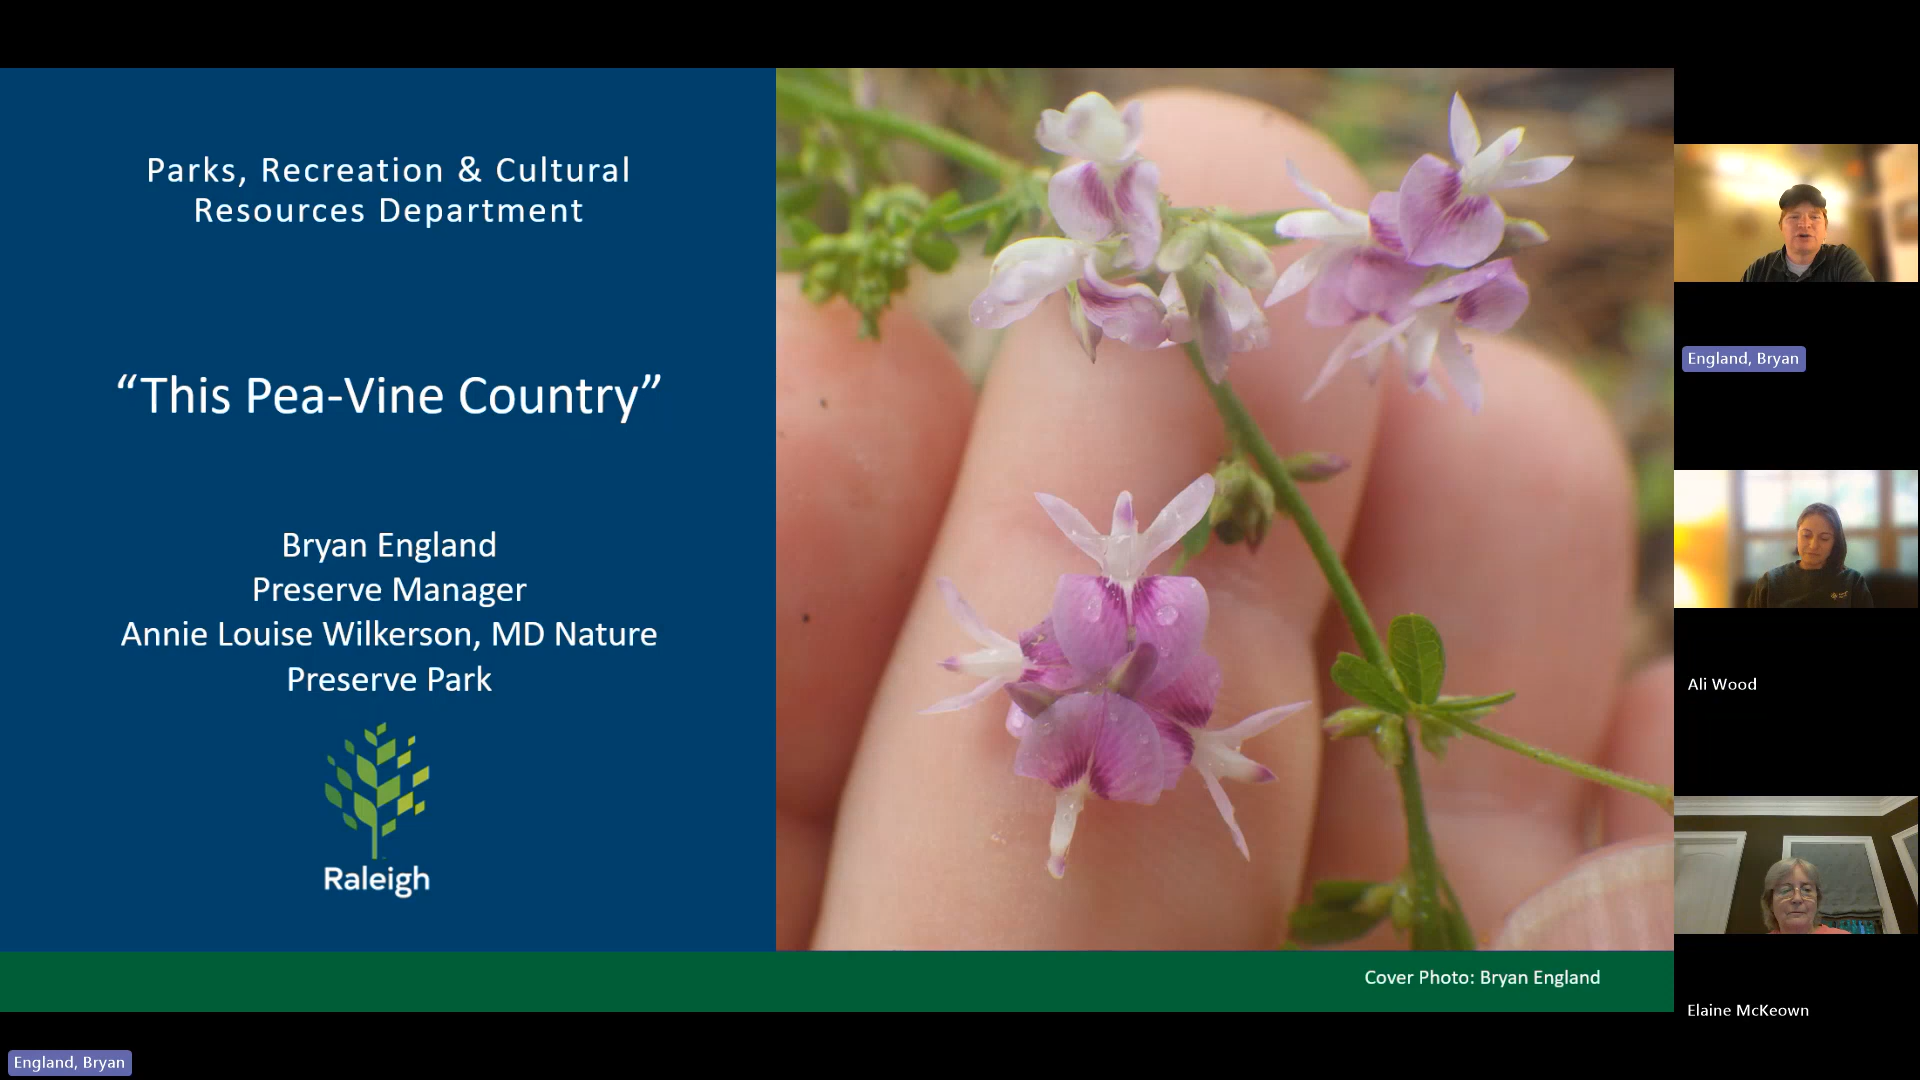 Parks, Recreation & Cultural
Resources Department
“This Pea-Vine Country”
Bryan England
Preserve Manager
Annie Louise Wilkerson, MD Nature
Preserve Park
Raleigh
Cover Photo: Bryan England
England, Bryan
Ali Wood
Elaine McKeown
England, Bryan